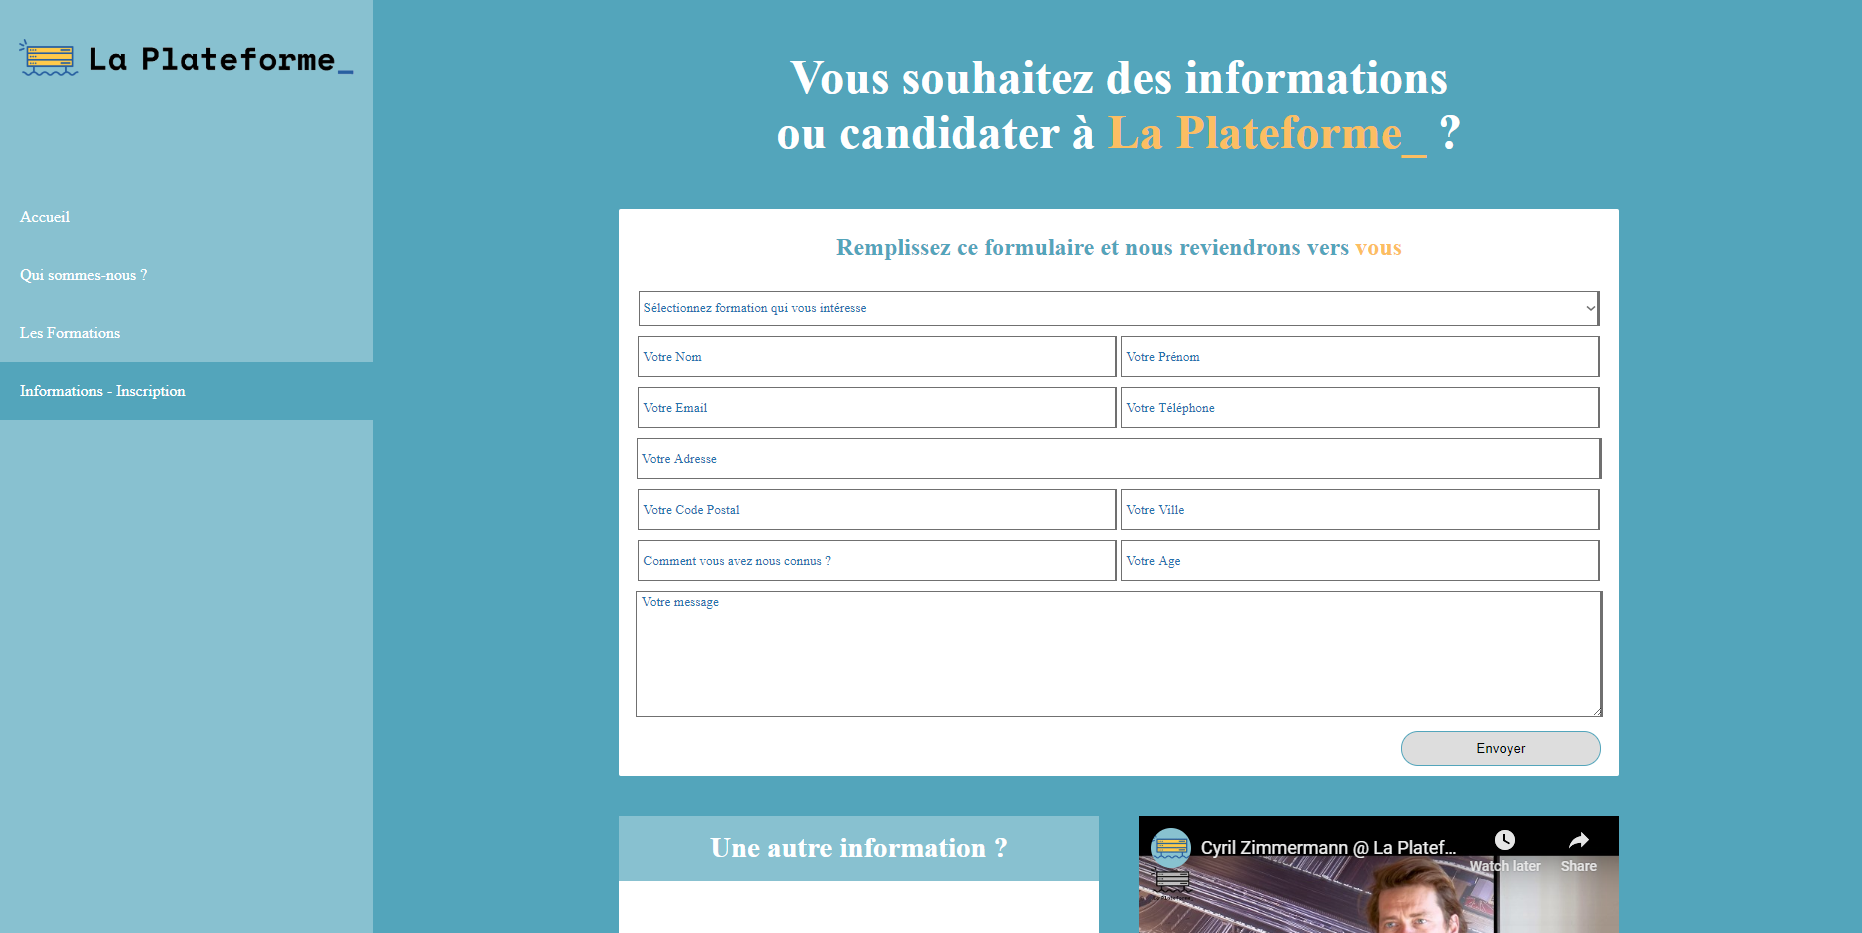 La Plateforme_
Accueil
Qui sommes-nous ?
Les Formations
Informations - Inscription
Vous souhaitez des informations
ou candidater à La Plateforme_ ?
Remplissez ce formulaire et nous reviendrons vers vous
Sélectionnez formation qui vous intéresse
Votre Nom
Votre Prénom
Votre Email
Votre Téléphone
Votre Adresse
Votre Code Postal
Votre Ville
Comment vous avez nous connus ?
Votre Age
Votre message
Envoyer
Une autre information ?
Cyril Zimmermann @ La Platef...
Watch later
Share